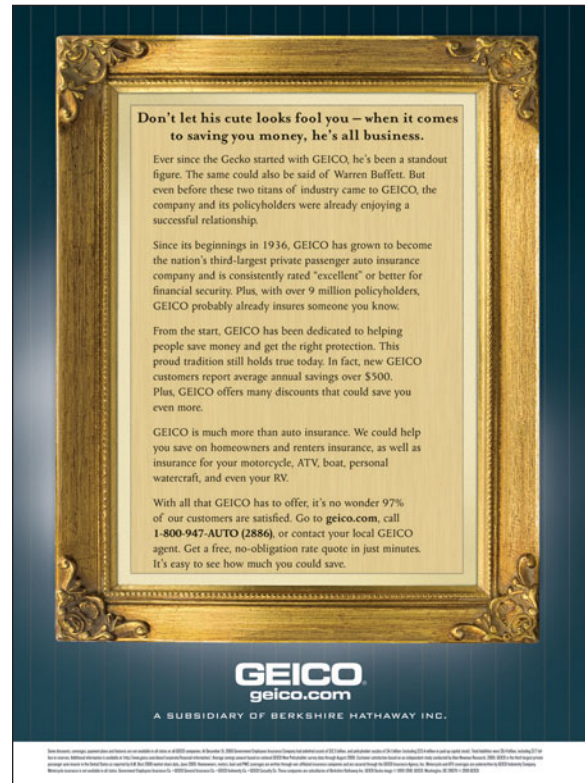 Don't let his cute looks fool you – when it comes
to saving you money, he's all business.
Ever since the Gecko started with GEICO, he's been a standout
figure. The same could also be said of Warren Buffett. But
even before these two titans of industry came to GEICO, the
company and its policyholders were already enjoying a
successful relationship.
Since its beginnings in 1936, GEICO has grown to become
the nation's third-largest private passenger auto insurance
company and is consistently rated "excellent" or better for
financial security. Plus, with over 9 million policyholders,
GEICO probably already insures someone you know.
From the start, GEICO has been dedicated to helping
people save money and get the right protection. This
proud tradition still holds true today. In fact, new GEICO
customers report average annual savings over $500.
Plus, GEICO offers many discounts that could save you
even more.
GEICO is much more than auto insurance. We could help
you save on homeowners and renters insurance, as well as
insurance for your motorcycle, ATV, boat, personal
watercraft, and even your RV.
With all that GEICO has to offer, it's no wonder 97%
of our customers are satisfied. Go to geico.com, call
1-800-947-AUTO (2886), or contact your local GEICO
agent. Get a free, no-obligation rate quote in just minutes.
It's easy to see how much you could save.
GEICO
geico.com
A SUBSIDIARY OF BERKSHIRE HATHAWAY INC.